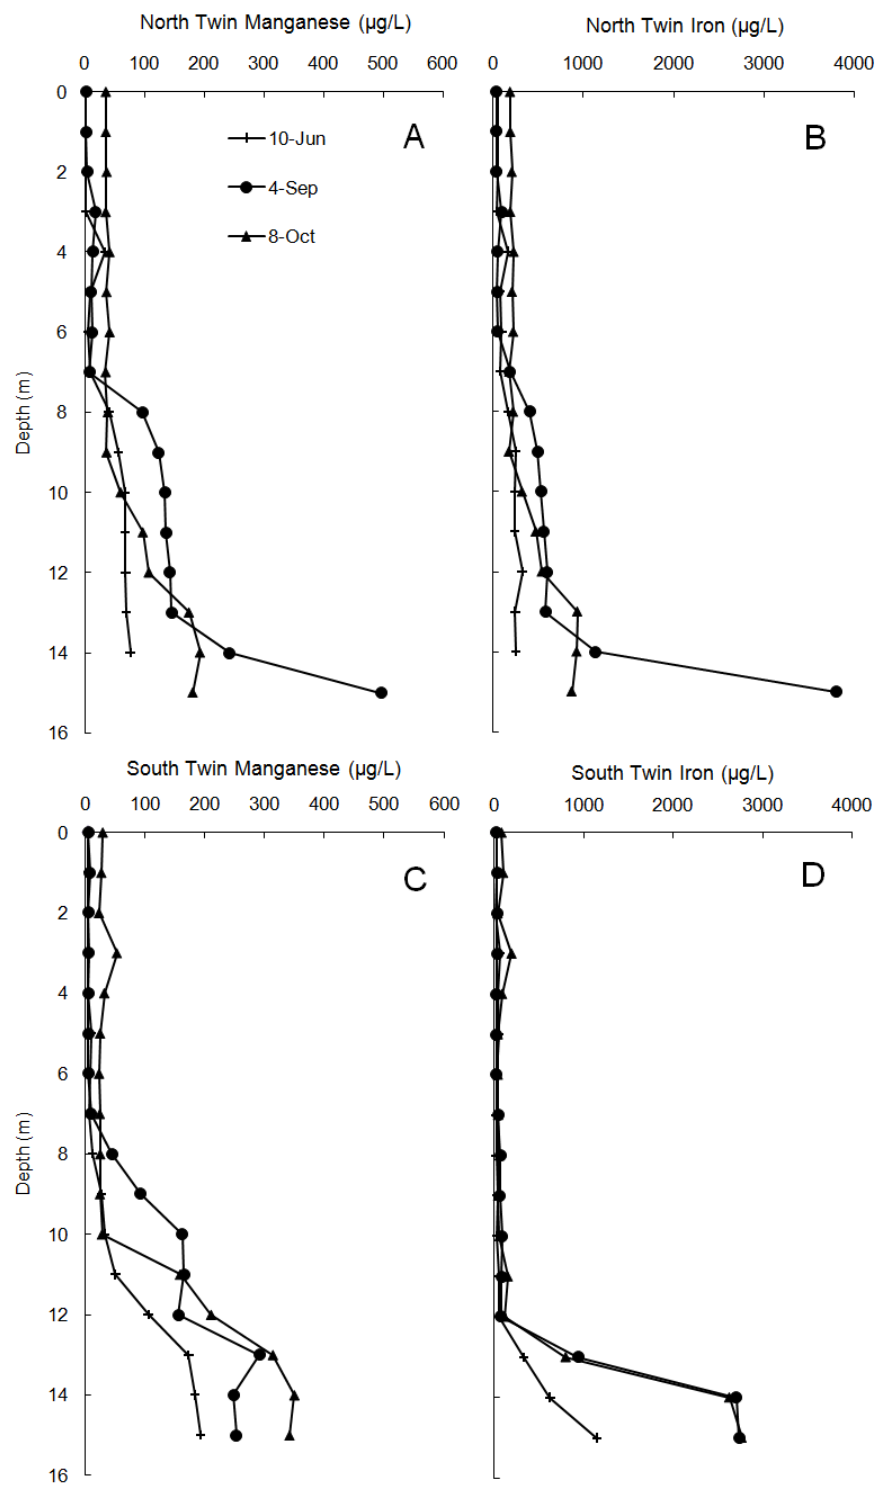 North Twin Manganese (µg/L)
0 100 200 300 400 500 600
0
2
4
6
8
10
12
14
16
Depth (m)
10-Jun
4-Sep
8-Oct
A
North Twin Iron (µg/L)
0 1000 2000 3000 4000
B
South Twin Manganese (µg/L)
0 100 200 300 400 500 600
0
2
4
6
8
10
12
14
16
Depth (m)
C
South Twin Iron (µg/L)
0 1000 2000 3000 4000
D